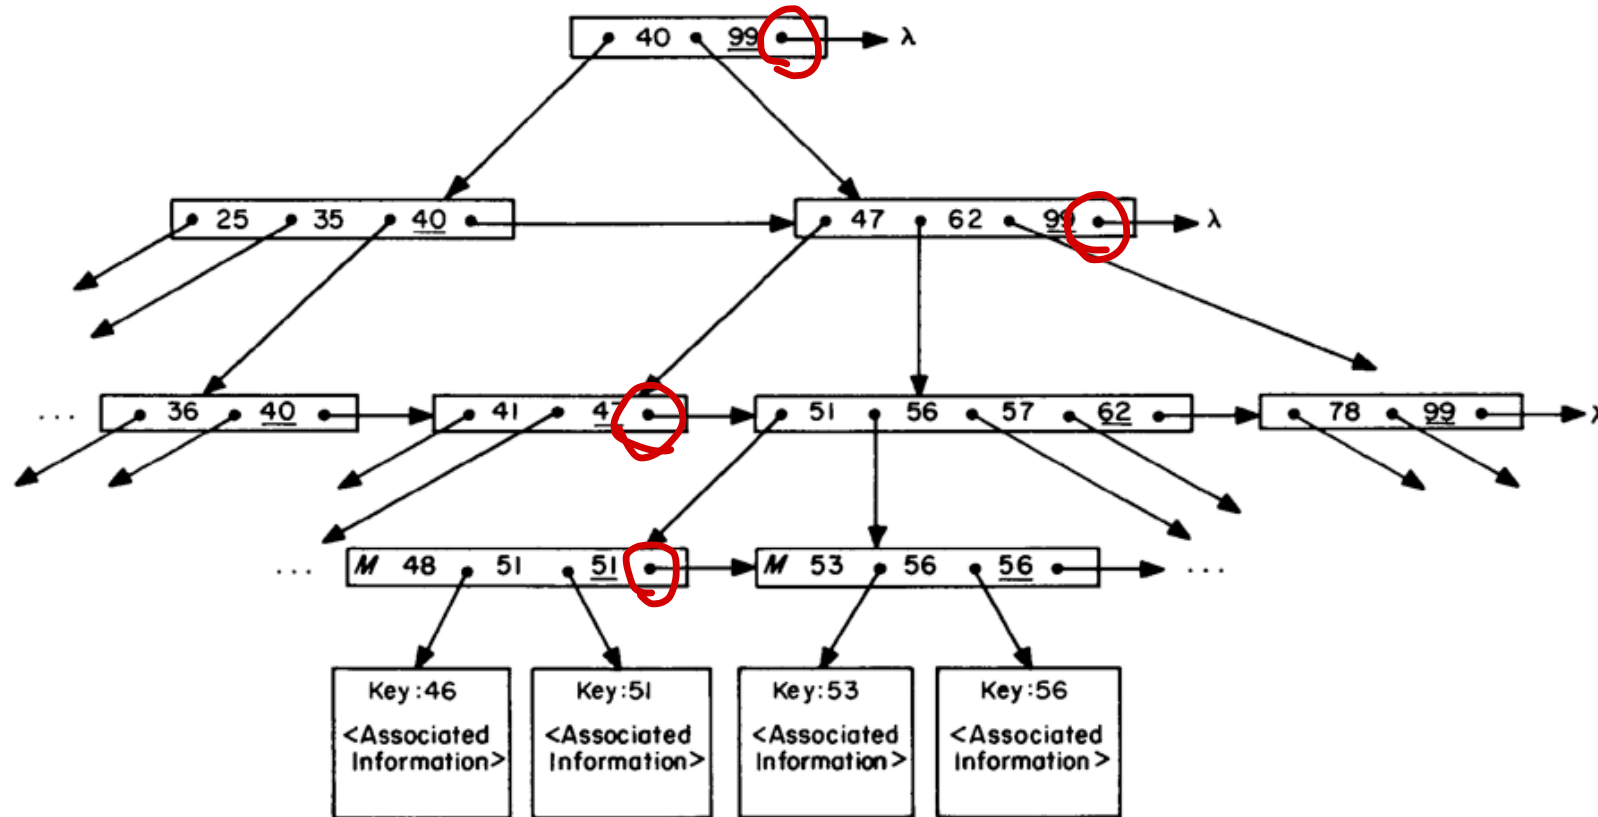 40 99 λ
25 35 40 47 62 99 λ
... 36 40 41 47 51 56 57 62 78 99 λ
... M 48 51 51 M 53 56 56 ...
Key:46 Key:51 Key:53 Key:56
<Associated <Associated <Associated <Associated
Information> Information> Information> Information>